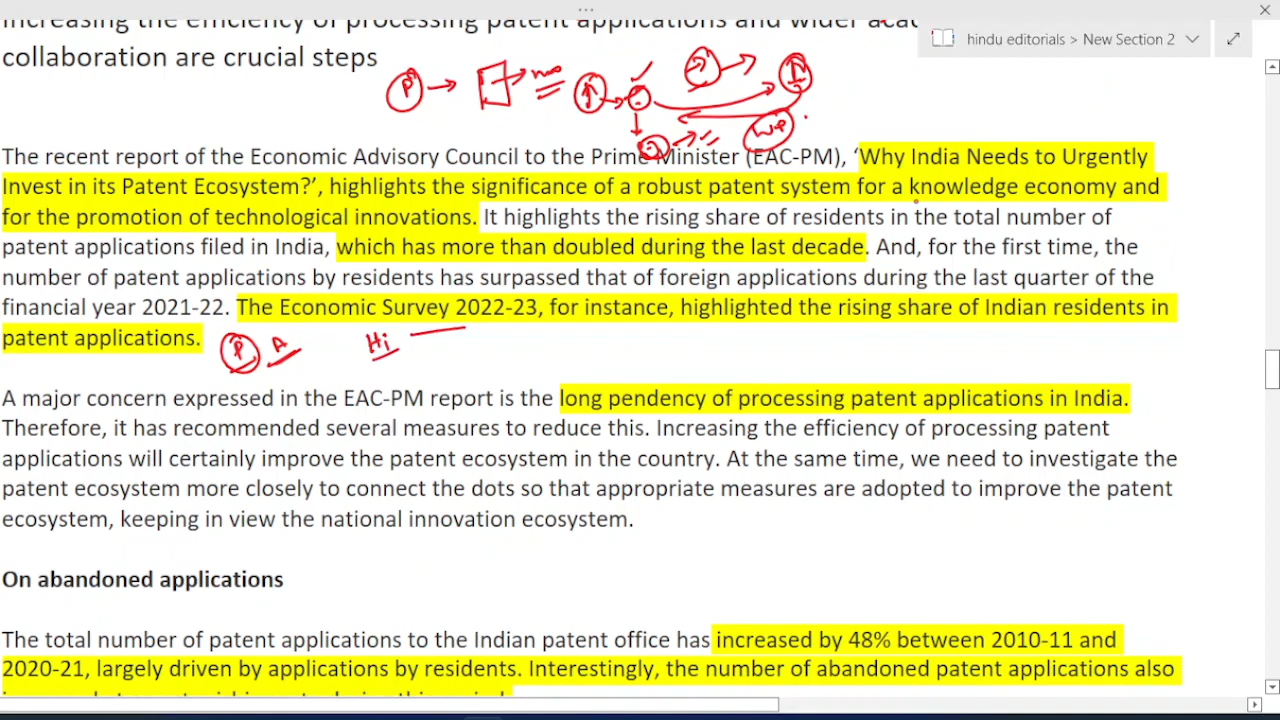 Increasing the efficiency of processing patent applications and wider
hindu editorials > New Section 2
collaboration are crucial steps
The recent report of the Economic Advisory Council to the Prime Minister (EAC-PM), ‘Why India Needs to Urgently
Invest in its Patent Ecosystem?’, highlights the significance of a robust patent system for a knowledge economy and
for the promotion of technological innovations. It highlights the rising share of residents in the total number of
patent applications filed in India, which has more than doubled during the last decade. And, for the first time, the
number of patent applications by residents has surpassed that of foreign applications during the last quarter of the
financial year 2021-22. The Economic Survey 2022-23, for instance, highlighted the rising share of Indian residents in
patent applications.
P A Hi
A major concern expressed in the EAC-PM report is the long pendency of processing patent applications in India.
Therefore, it has recommended several measures to reduce this. Increasing the efficiency of processing patent
applications will certainly improve the patent ecosystem in the country. At the same time, we need to investigate the
patent ecosystem more closely to connect the dots so that appropriate measures are adopted to improve the patent
ecosystem, keeping in view the national innovation ecosystem.
On abandoned applications
The total number of patent applications to the Indian patent office has increased by 48% between 2010-11 and
2020-21, largely driven by applications by residents. Interestingly, the number of abandoned patent applications also